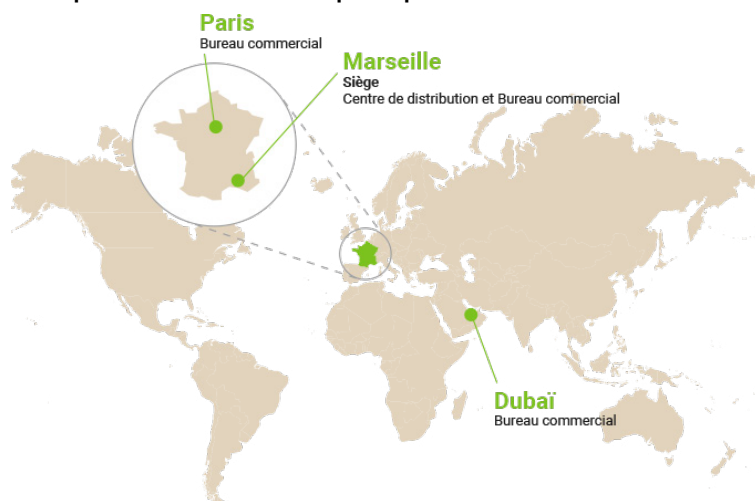 Paris
Bureau commercial
Marseille
Siège
Centre de distribution et Bureau commercial
Dubaï
Bureau commercial